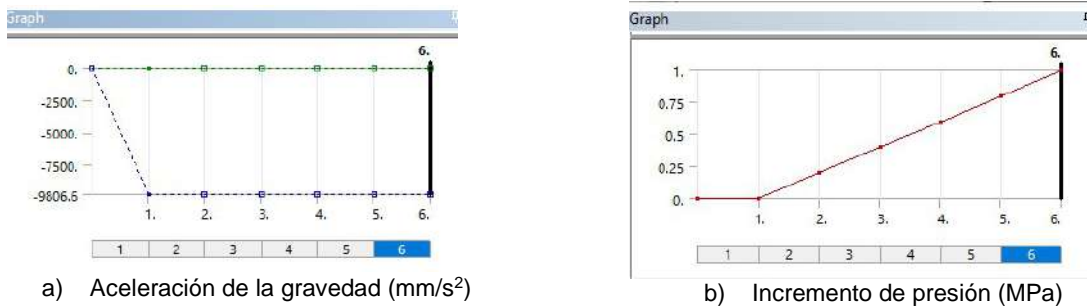 Graph
6.
0.
-2500.
-5000.
-7500.
-9806.5
1. 2. 3. 4. 5. 6.
1 2 3 4 5 6
a) Aceleración de la gravedad (mm/s²)
Graph
6.
1.
0.75
0.5
0.25
0.
1. 2. 3. 4. 5. 6.
1 2 3 4 5 6
b) Incremento de presión (MPa)